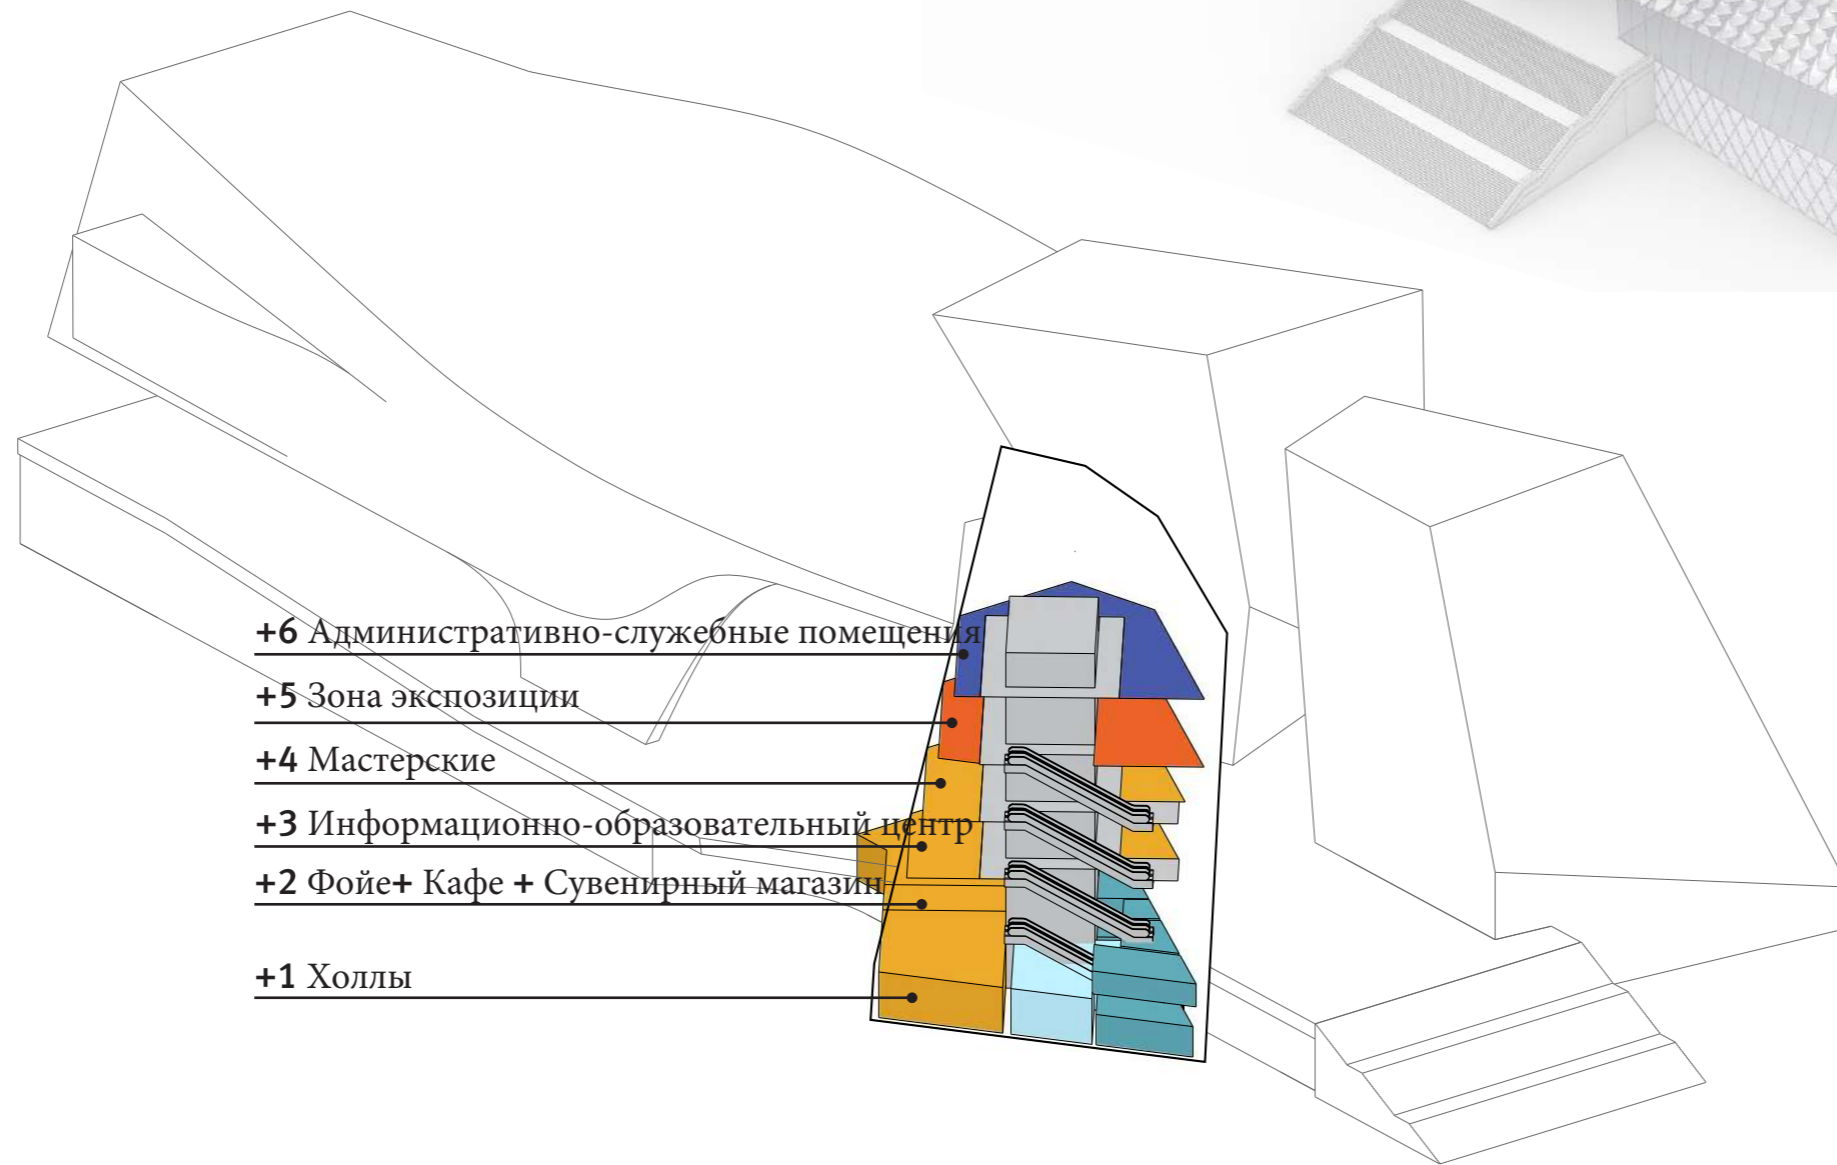 +6 Административно-служебные помещения
+5 Зона экспозиции
+4 Мастерские
+3 Информационно-образовательный центр
+2 Фойе+ Кафе + Сувенирный магазин
+1 Холлы